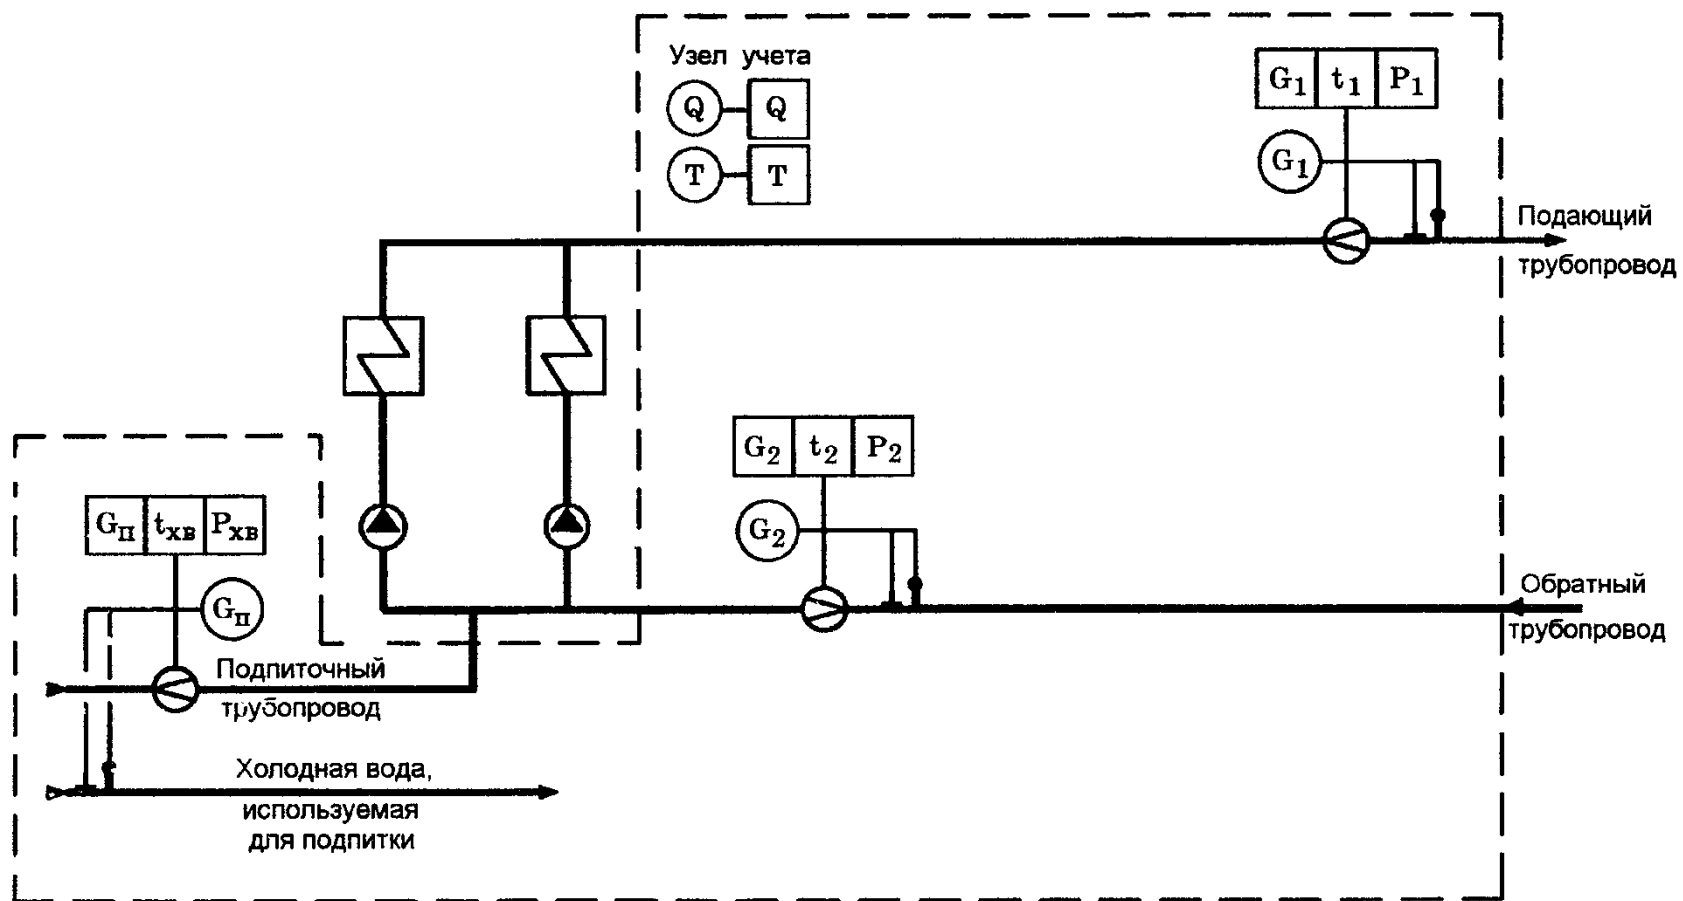 Узел учета
Q Q
T T
G1 t1 P1
G1
Подающий
трубопровод
G2 t2 P2
G2
Обратный
трубопровод
Gп tхв Pхв
Gп
Подпиточный
трубопровод
Холодная вода,
используемая
для подпитки